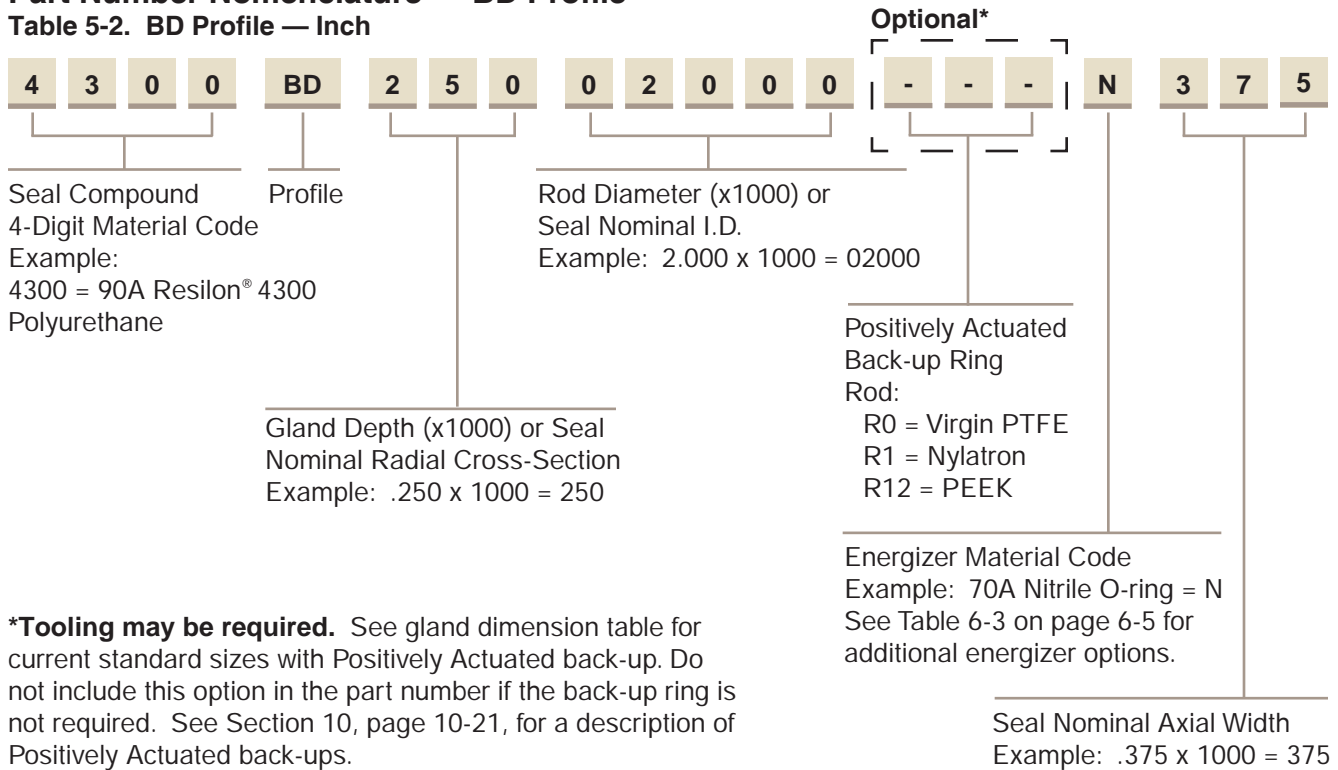 Table 5-2. BD Profile — Inch
Optional*
4 3 0 0 BD 2 5 0 0 2 0 0 0 - - - N 3 7 5
Seal Compound
4-Digit Material Code
Example:
4300 = 90A Resilon® 4300
Polyurethane
Profile
Gland Depth (x1000) or Seal
Nominal Radial Cross-Section
Example: .250 x 1000 = 250
Rod Diameter (x1000) or
Seal Nominal I.D.
Example: 2.000 x 1000 = 02000
Positively Actuated
Back-up Ring
Rod:
R0 = Virgin PTFE
R1 = Nylatron
R12 = PEEK
Energizer Material Code
Example: 70A Nitrile O-ring = N
See Table 6-3 on page 6-5 for
additional energizer options.
Seal Nominal Axial Width
Example: .375 x 1000 = 375
*Tooling may be required. See gland dimension table for
current standard sizes with Positively Actuated back-up. Do
not include this option in the part number if the back-up ring is
not required. See Section 10, page 10-21, for a description of
Positively Actuated back-ups.